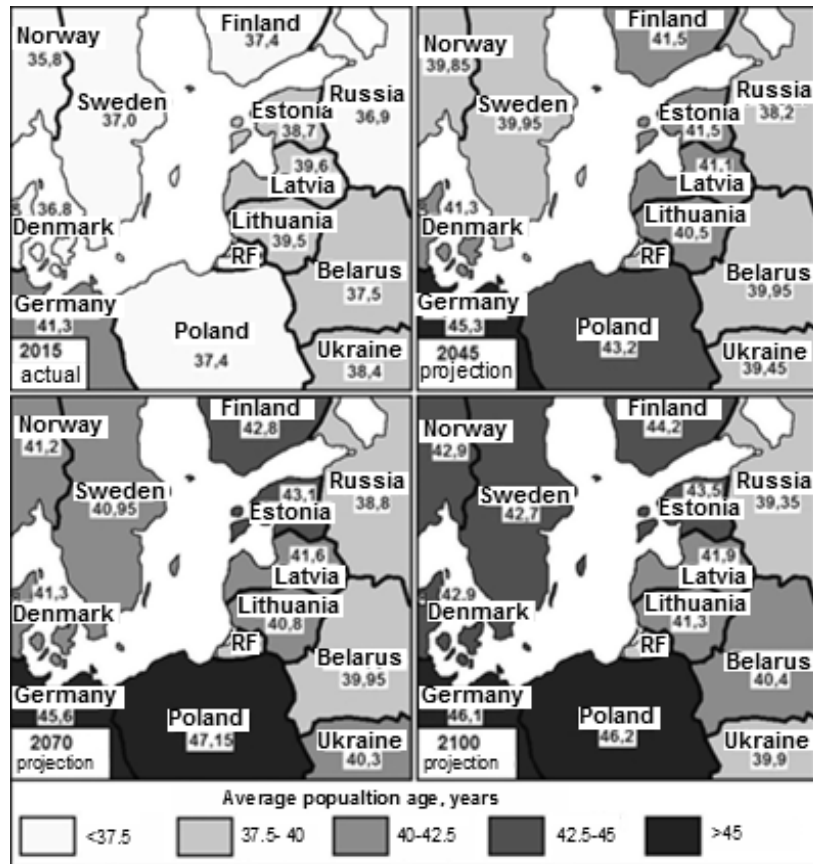 Norway
35,8
Finland
37,4
Sweden
37,0
Estonia
38,7
Russia
36,9
39,6
Latvia
Lithuania
39,5
36,8
Denmark
RF
Belarus
37,5
Germany
41,3
Poland
37,4
Ukraine
38,4
2015
actual
Norway
39,85
Finland
41,5
Sweden
39,95
Estonia
41,5
Russia
38,2
41,1
Latvia
Lithuania
40,5
41,3
Denmark
RF
Belarus
39,95
Germany
45,3
Poland
43,2
Ukraine
39,45
2045
projection
Norway
41,2
Finland
42,8
Sweden
40,95
43,1
Estonia
Russia
38,8
41,6
Latvia
Lithuania
40,8
41,3
Denmark
RF
Belarus
39,95
Germany
45,6
Poland
47,15
Ukraine
40,3
2070
projection
Norway
42,9
Finland
44,2
Sweden
42,7
43,5
Estonia
Russia
39,35
41,9
Latvia
Lithuania
41,3
42,9
Denmark
RF
Belarus
40,4
Germany
46,1
Poland
46,2
Ukraine
39,9
2100
projection
Average popualtion age, years
<37.5
37.5- 40
40-42.5
42.5-45
>45